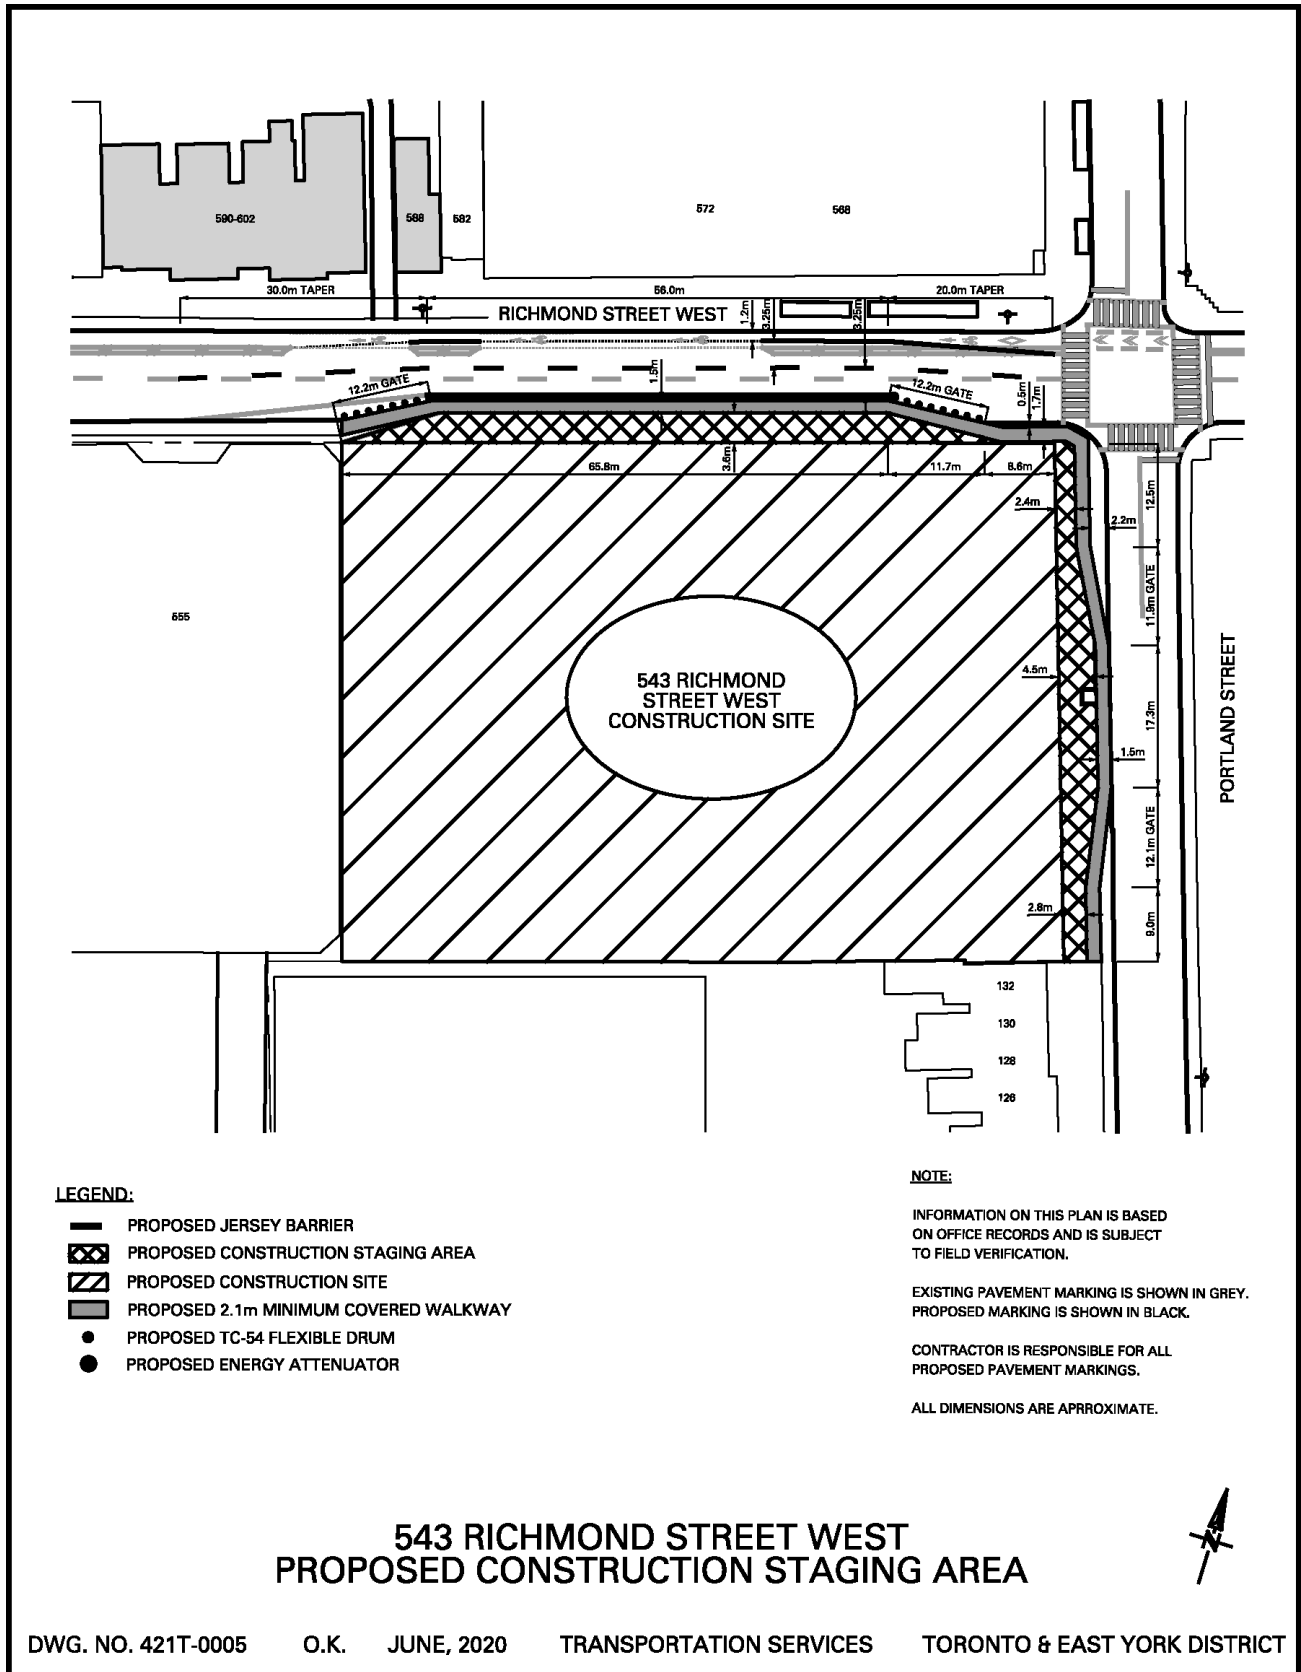 590-602
588
582
572
568
30.0m TAPER
56.0m
20.0m TAPER
RICHMOND STREET WEST
1.2m
3.25m
3.25m
1.5m
12.2m GATE
12.2m GATE
0.5m
1.7m
65.8m
3.6m
11.7m
8.6m
2.4m
12.5m
2.2m
11.9m GATE
555
543 RICHMOND
STREET WEST
CONSTRUCTION SITE
4.5m
17.3m
PORTLAND STREET
1.5m
12.1m GATE
2.8m
9.0m
132
130
128
126
LEGEND:
PROPOSED JERSEY BARRIER
PROPOSED CONSTRUCTION STAGING AREA
PROPOSED CONSTRUCTION SITE
PROPOSED 2.1m MINIMUM COVERED WALKWAY
PROPOSED TC-54 FLEXIBLE DRUM
PROPOSED ENERGY ATTENUATOR
NOTE:
INFORMATION ON THIS PLAN IS BASED
ON OFFICE RECORDS AND IS SUBJECT
TO FIELD VERIFICATION.
EXISTING PAVEMENT MARKING IS SHOWN IN GREY.
PROPOSED MARKING IS SHOWN IN BLACK.
CONTRACTOR IS RESPONSIBLE FOR ALL
PROPOSED PAVEMENT MARKINGS.
ALL DIMENSIONS ARE APRROXIMATE.
N
543 RICHMOND STREET WEST
PROPOSED CONSTRUCTION STAGING AREA
DWG. NO. 421T-0005 O.K. JUNE, 2020 TRANSPORTATION SERVICES TORONTO & EAST YORK DISTRICT